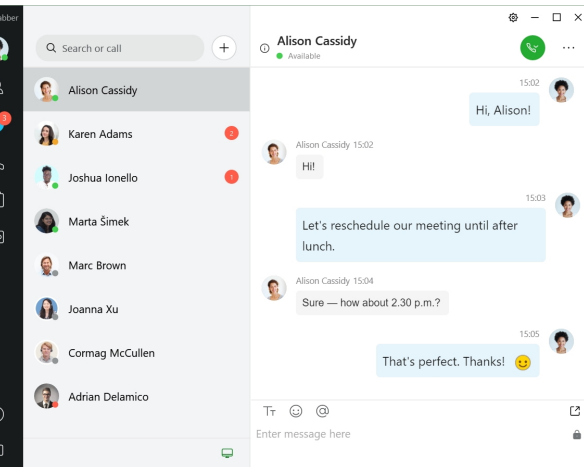 abber
3
Search or call
Alison Cassidy
Karen Adams
2
Joshua Ionello
1
Marta Šimek
Marc Brown
Joanna Xu
Cormag McCullen
Adrian Delamico
Alison Cassidy
Available
15:02
Hi, Alison!
Alison Cassidy 15:02
Hi!
15:03
Let's reschedule our meeting until after
lunch.
Alison Cassidy 15:04
Sure — how about 2.30 p.m.?
15:05
That's perfect. Thanks!
Enter message here